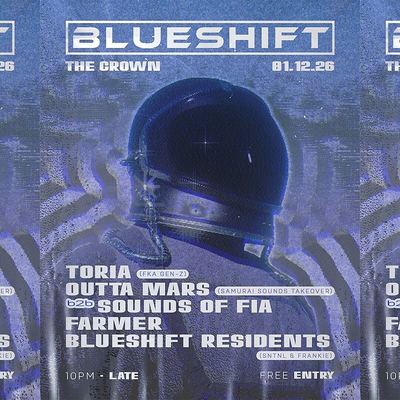 BLUESHIFT
THE CROWN 01.12.26
TORIA (FKA GEN-Z)
OUTTA MARS (SAMURAI SOUNDS TAKEOVER)
b2b SOUNDS OF FIA
FARMER
BLUESHIFT RESIDENTS
(SNTNL & FRANKIE)
10PM - LATE FREE ENTRY